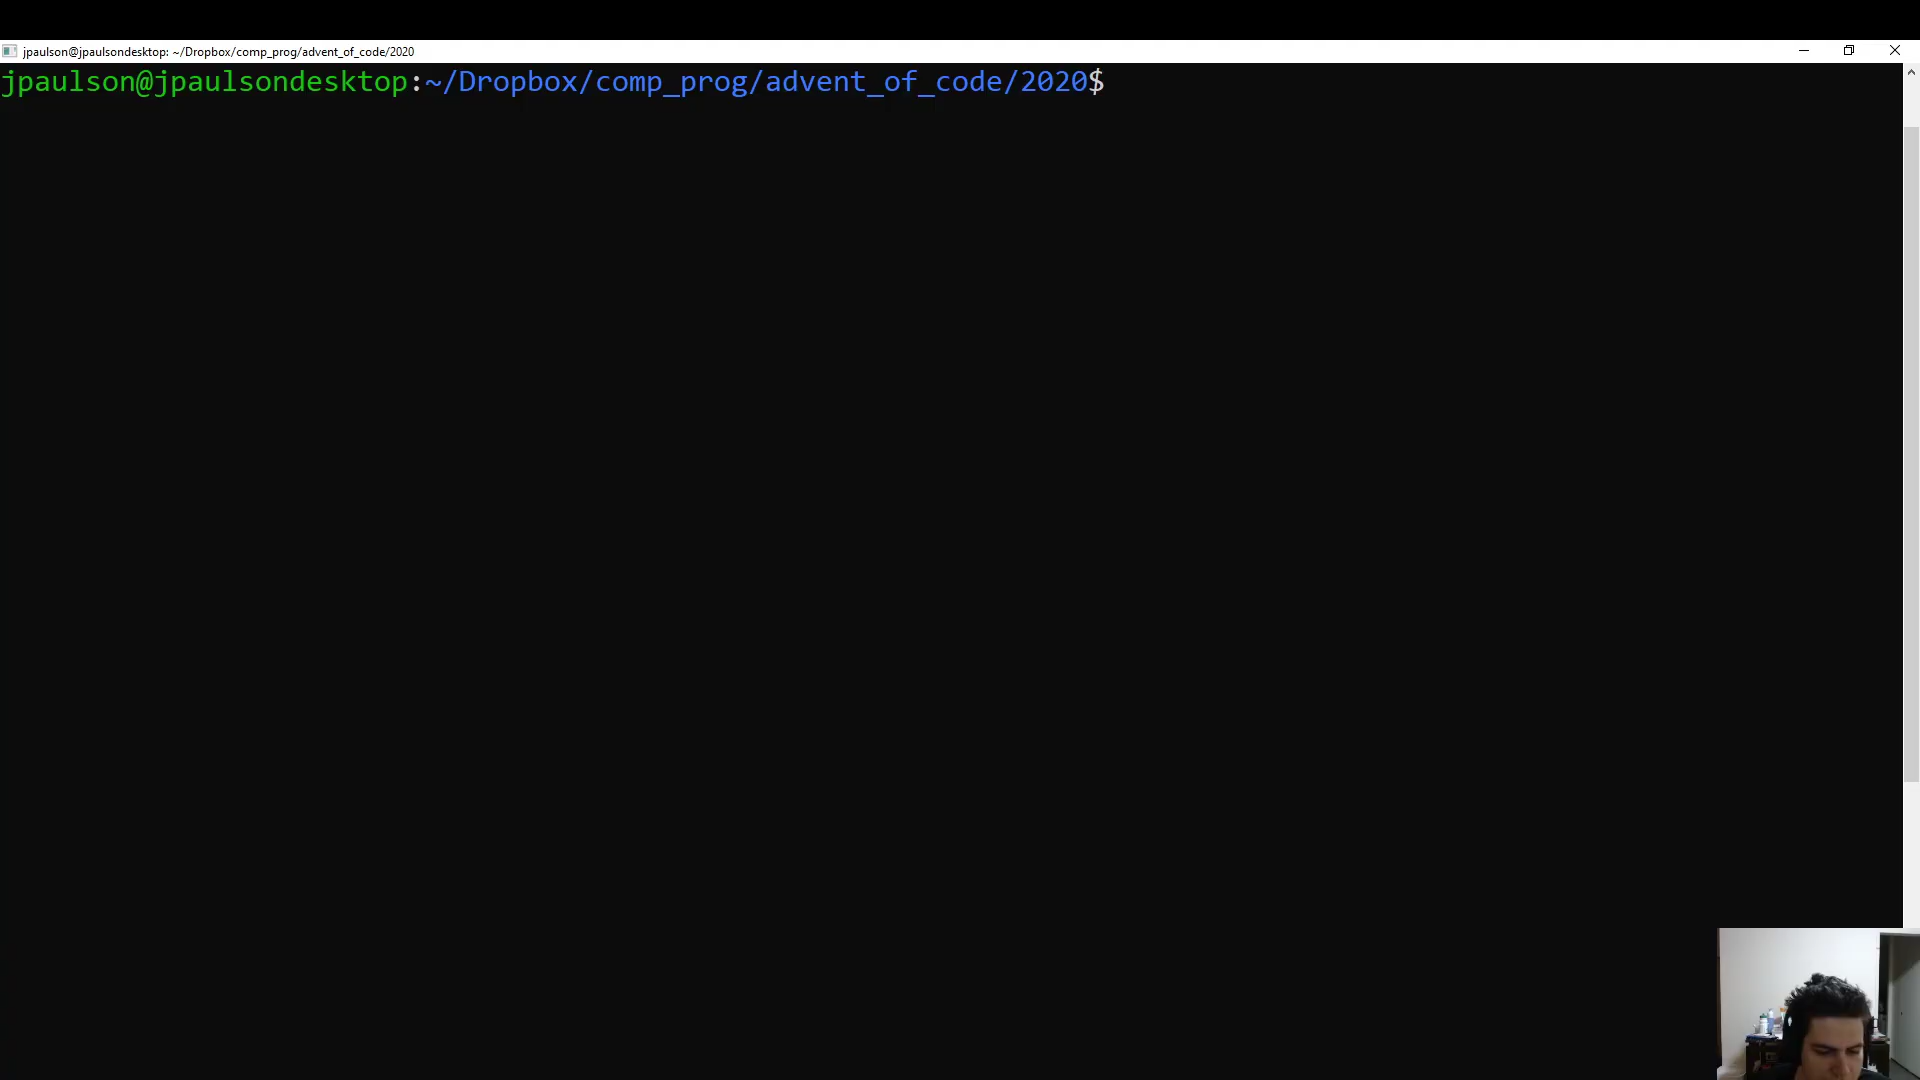 jpaulson@jpaulsondesktop: ~/Dropbox/comp_prog/advent_of_code/2020
jpaulson@jpaulsondesktop:~/Dropbox/comp_prog/advent_of_code/2020$